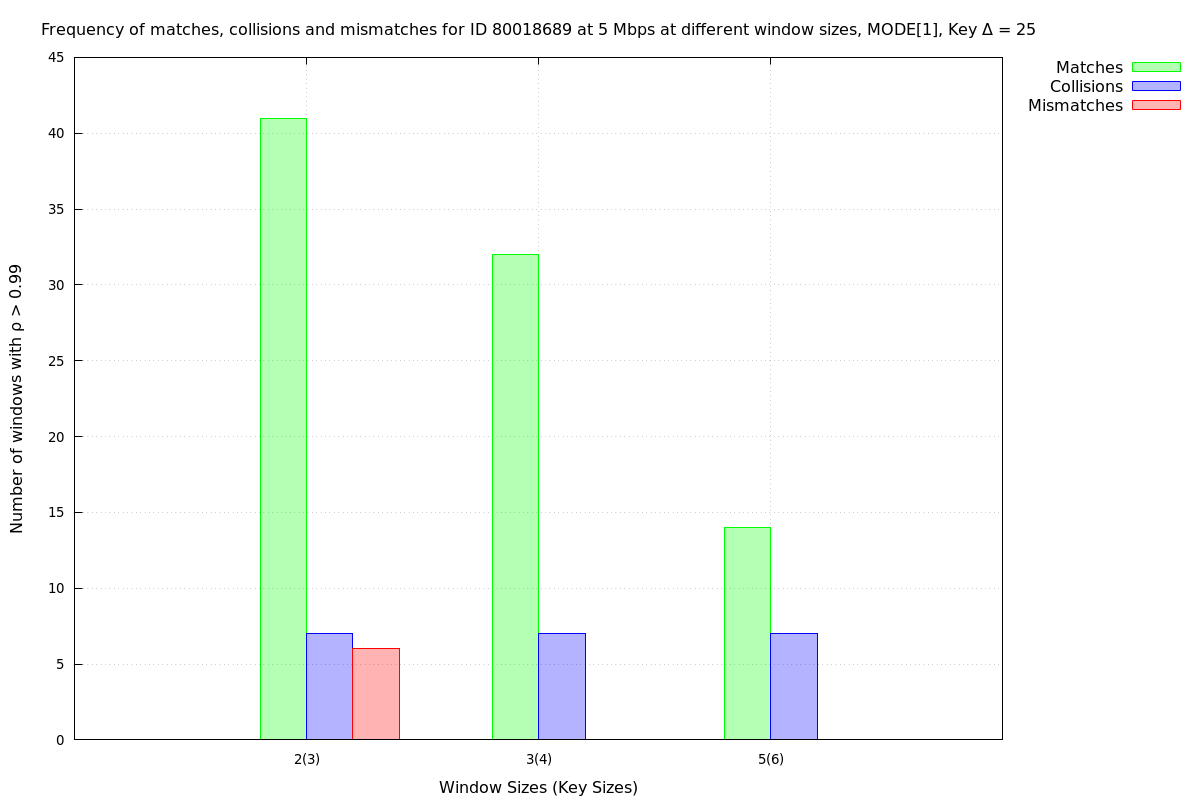 Frequency of matches, collisions and mismatches for ID 80018689 at 5 Mbps at different window sizes, MODE[1], Key Δ = 25
Matches
Collisions
Mismatches
Number of windows with ρ > 0.99
45
40
35
30
25
20
15
10
5
0
2(3)
3(4)
5(6)
Window Sizes (Key Sizes)